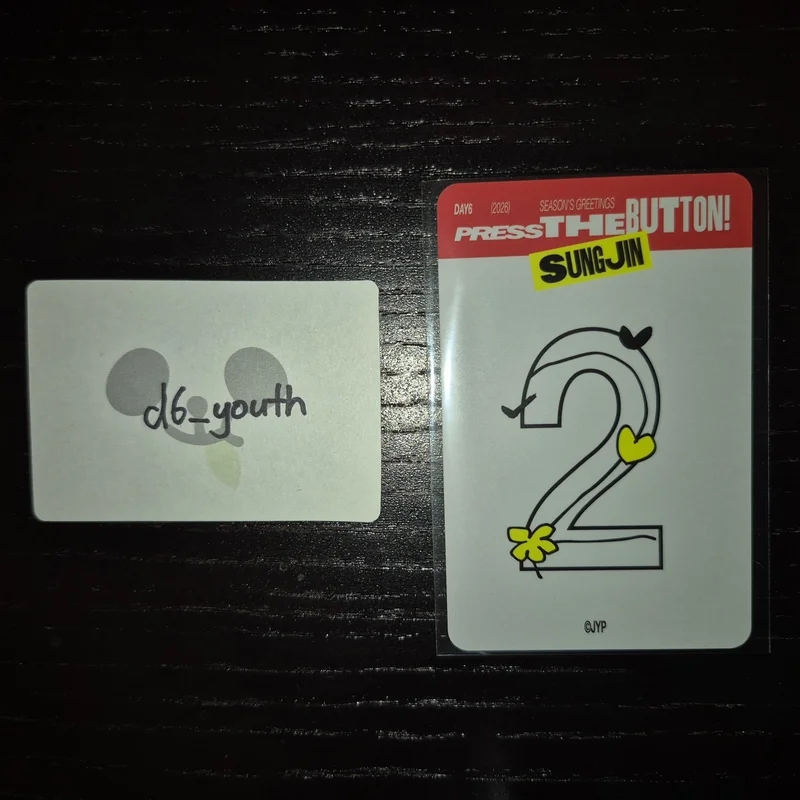 d6_youth
DAY6 (2026) SEASON'S GREETINGS
PRESS THE BUTTON!
SUNGJIN
2
©JYP